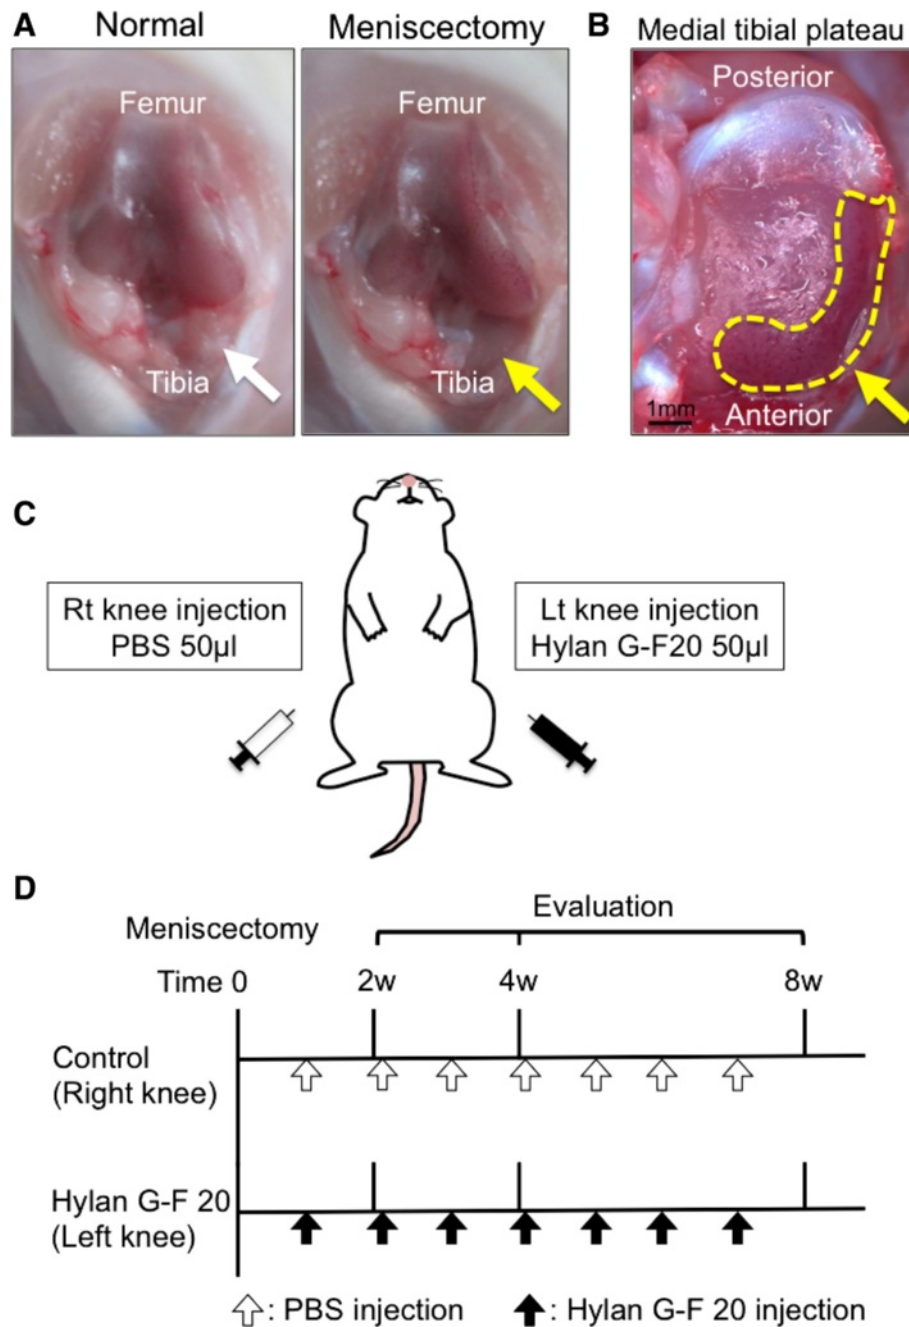 A
Normal
Meniscectomy
Femur
Femur
Tibia
Tibia
B
Medial tibial plateau
Posterior
1mm
Anterior
C
Rt knee injection
PBS 50µl
Lt knee injection
Hylan G-F20 50µl
D
Meniscectomy
Evaluation
Time 0
2w
4w
8w
Control
(Right knee)
Hylan G-F 20
(Left knee)
: PBS injection
: Hylan G-F 20 injection